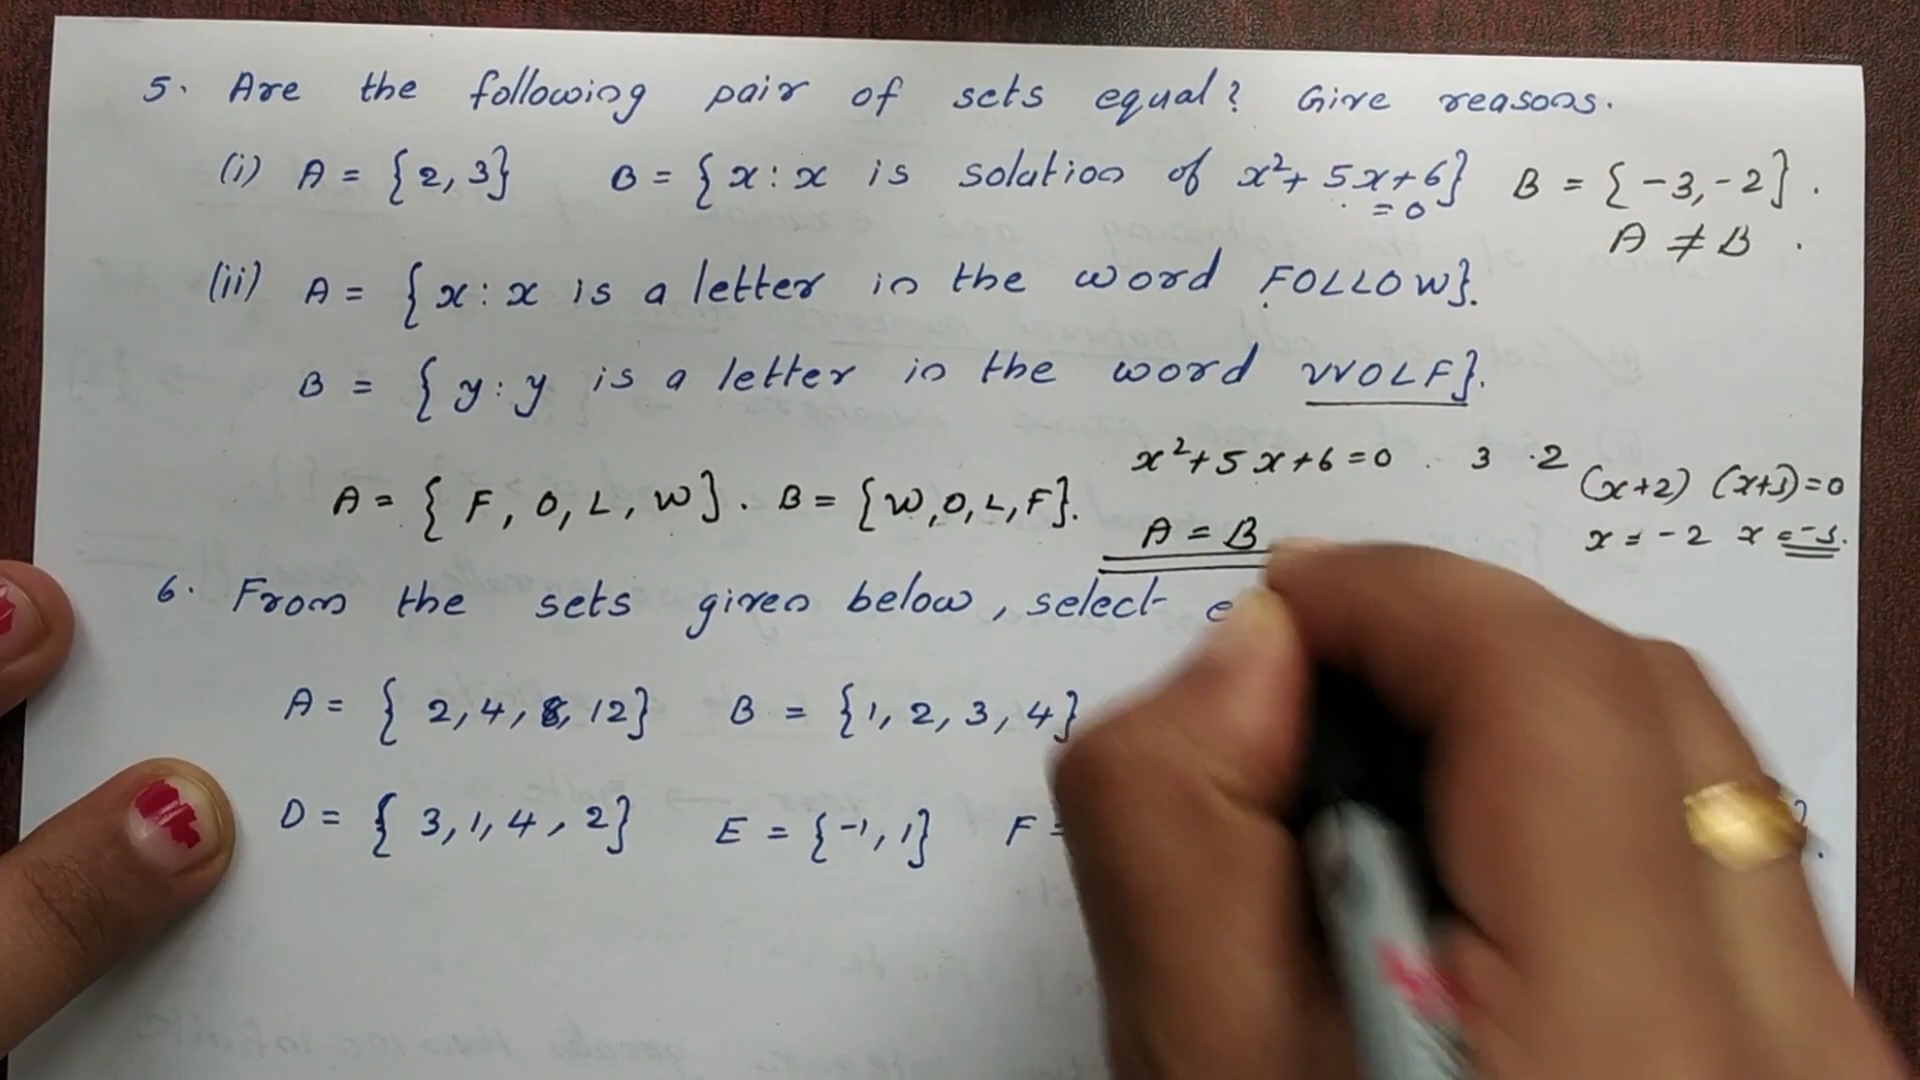 5. Are the following pair of sets equal? Give reasons.
(i) A = {2, 3} B = {x : x is solution of x²+ 5x+6} B = {-3, -2}.
= 0
A ≠ B.
(ii) A = {x : x is a letter in the word FOLLOW}.
B = {y : y is a letter in the word WOLF}.
x²+5x+6=0 . 3 .2
(x+2) (x+3)=0
A = {F, O, L, W}. B = {W,O,L,F}.
A = B
x = -2 x = -3.
6. From the sets given below, select
A = {2, 4, 8, 12} B = {1, 2, 3, 4}
D = {3, 1, 4, 2} E = {-1, 1} F =